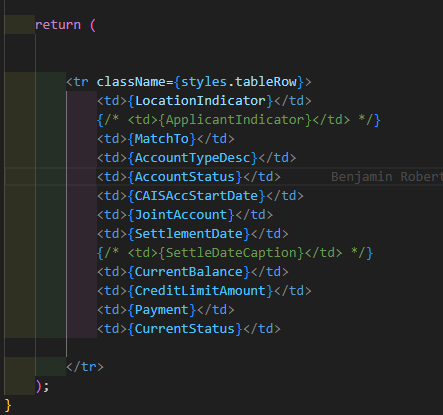 return (
<tr className={styles.tableRow}>
<td>{LocationIndicator}</td>
{/* <td>{ApplicantIndicator}</td> */}
<td>{MatchTo}</td>
<td>{AccountTypeDesc}</td>
<td>{AccountStatus}</td> Benjamin Robert
<td>{CAISAccStartDate}</td>
<td>{JointAccount}</td>
<td>{SettlementDate}</td>
{/* <td>{SettleDateCaption}</td> */}
<td>{CurrentBalance}</td>
<td>{CreditLimitAmount}</td>
<td>{Payment}</td>
<td>{CurrentStatus}</td>
</tr>
);
}